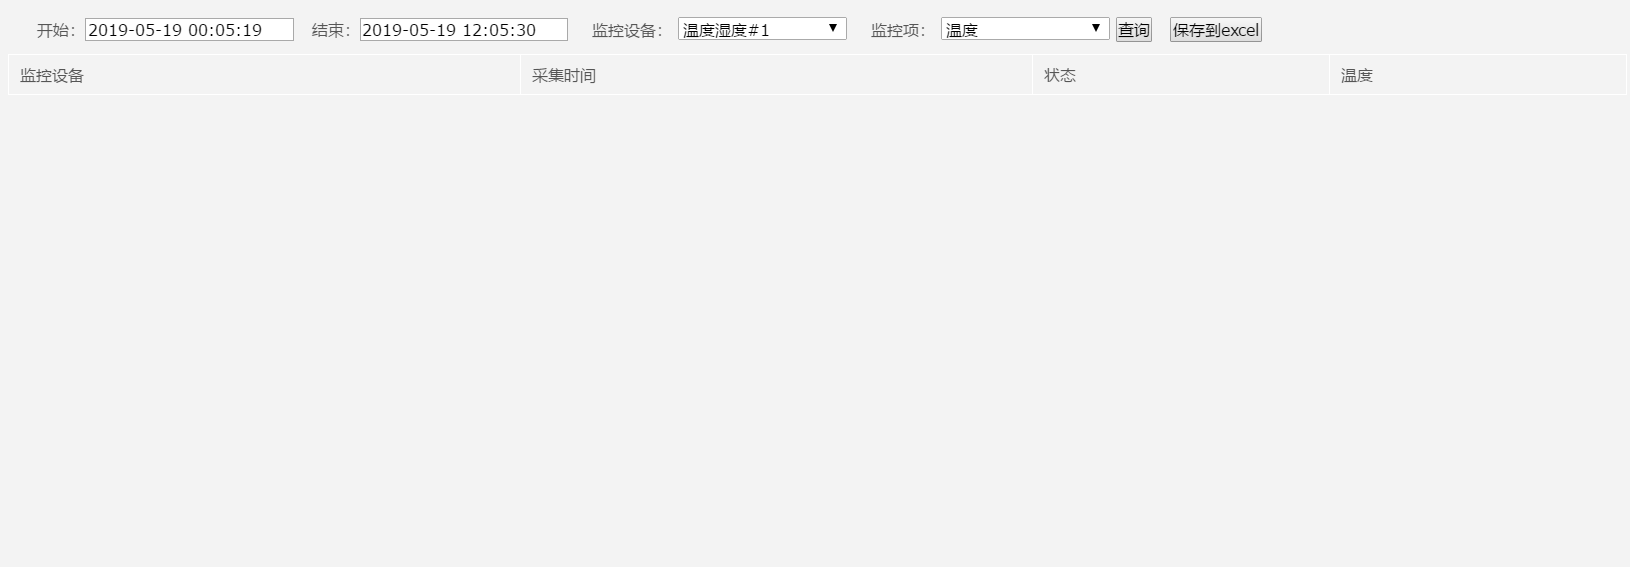 开始: 2019-05-19 00:05:19 结束: 2019-05-19 12:05:30 监控设备: 温度湿度#1 监控项: 温度 查询 保存到excel
监控设备 采集时间 状态 温度